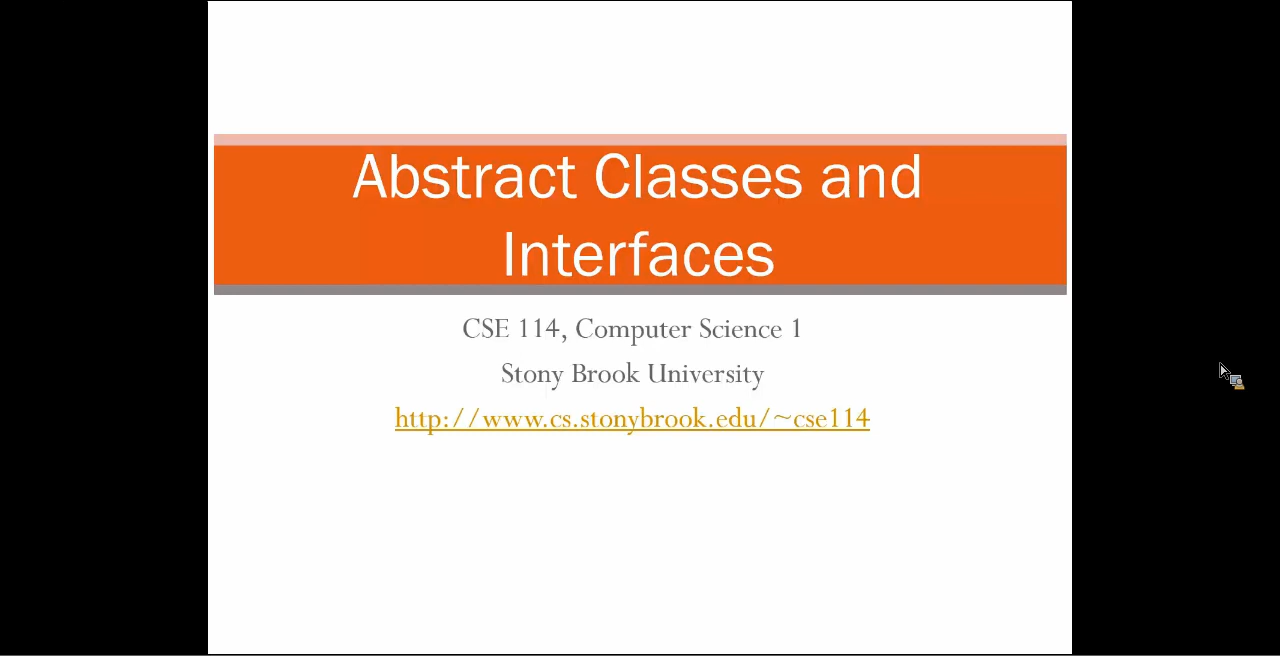 Abstract Classes and
Interfaces
CSE 114, Computer Science 1
Stony Brook University
http://www.cs.stonybrook.edu/~cse114